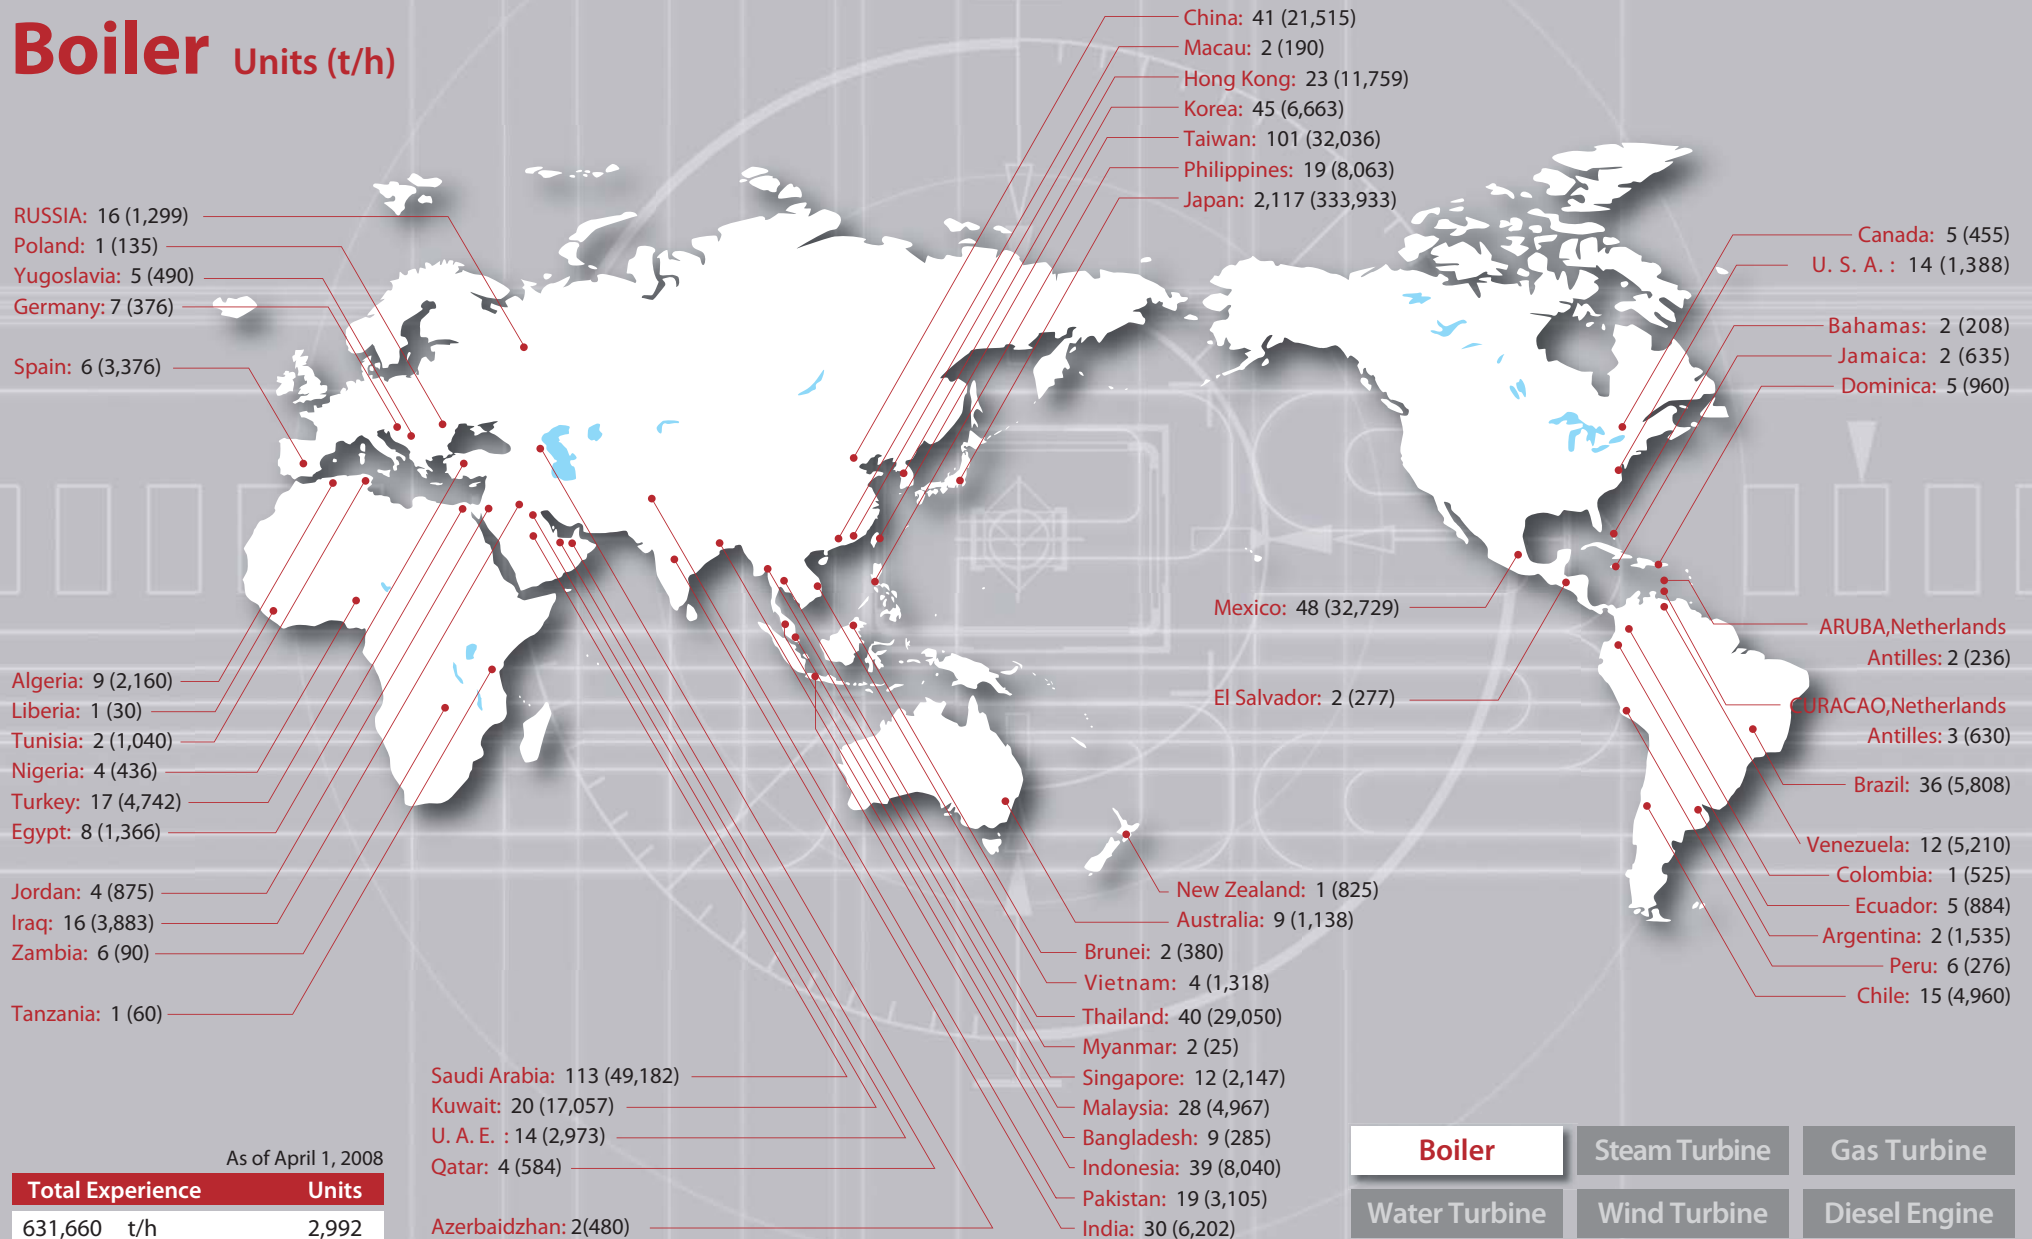 Boiler Units (t/h)
China: 41 (21,515)
Macau: 2 (190)
Hong Kong: 23 (11,759)
Korea: 45 (6,663)
Taiwan: 101 (32,036)
Philippines: 19 (8,063)
Japan: 2,117 (333,933)
RUSSIA: 16 (1,299)
Poland: 1 (135)
Yugoslavia: 5 (490)
Germany: 7 (376)
Spain: 6 (3,376)
Canada: 5 (455)
U. S. A. : 14 (1,388)
Bahamas: 2 (208)
Jamaica: 2 (635)
Dominica: 5 (960)
Mexico: 48 (32,729)
El Salvador: 2 (277)
ARUBA,Netherlands
Antilles: 2 (236)
CURACAO,Netherlands
Antilles: 3 (630)
Brazil: 36 (5,808)
Venezuela: 12 (5,210)
Colombia: 1 (525)
Ecuador: 5 (884)
Argentina: 2 (1,535)
Peru: 6 (276)
Chile: 15 (4,960)
Algeria: 9 (2,160)
Liberia: 1 (30)
Tunisia: 2 (1,040)
Nigeria: 4 (436)
Turkey: 17 (4,742)
Egypt: 8 (1,366)
Jordan: 4 (875)
Iraq: 16 (3,883)
Zambia: 6 (90)
Tanzania: 1 (60)
New Zealand: 1 (825)
Australia: 9 (1,138)
Brunei: 2 (380)
Vietnam: 4 (1,318)
Thailand: 40 (29,050)
Myanmar: 2 (25)
Singapore: 12 (2,147)
Malaysia: 28 (4,967)
Bangladesh: 9 (285)
Indonesia: 39 (8,040)
Pakistan: 19 (3,105)
India: 30 (6,202)
Saudi Arabia: 113 (49,182)
Kuwait: 20 (17,057)
U. A. E. : 14 (2,973)
Qatar: 4 (584)
Azerbaidzhan: 2(480)
As of April 1, 2008
Total Experience Units
631,660 t/h 2,992
Boiler Steam Turbine Gas Turbine
Water Turbine Wind Turbine Diesel Engine